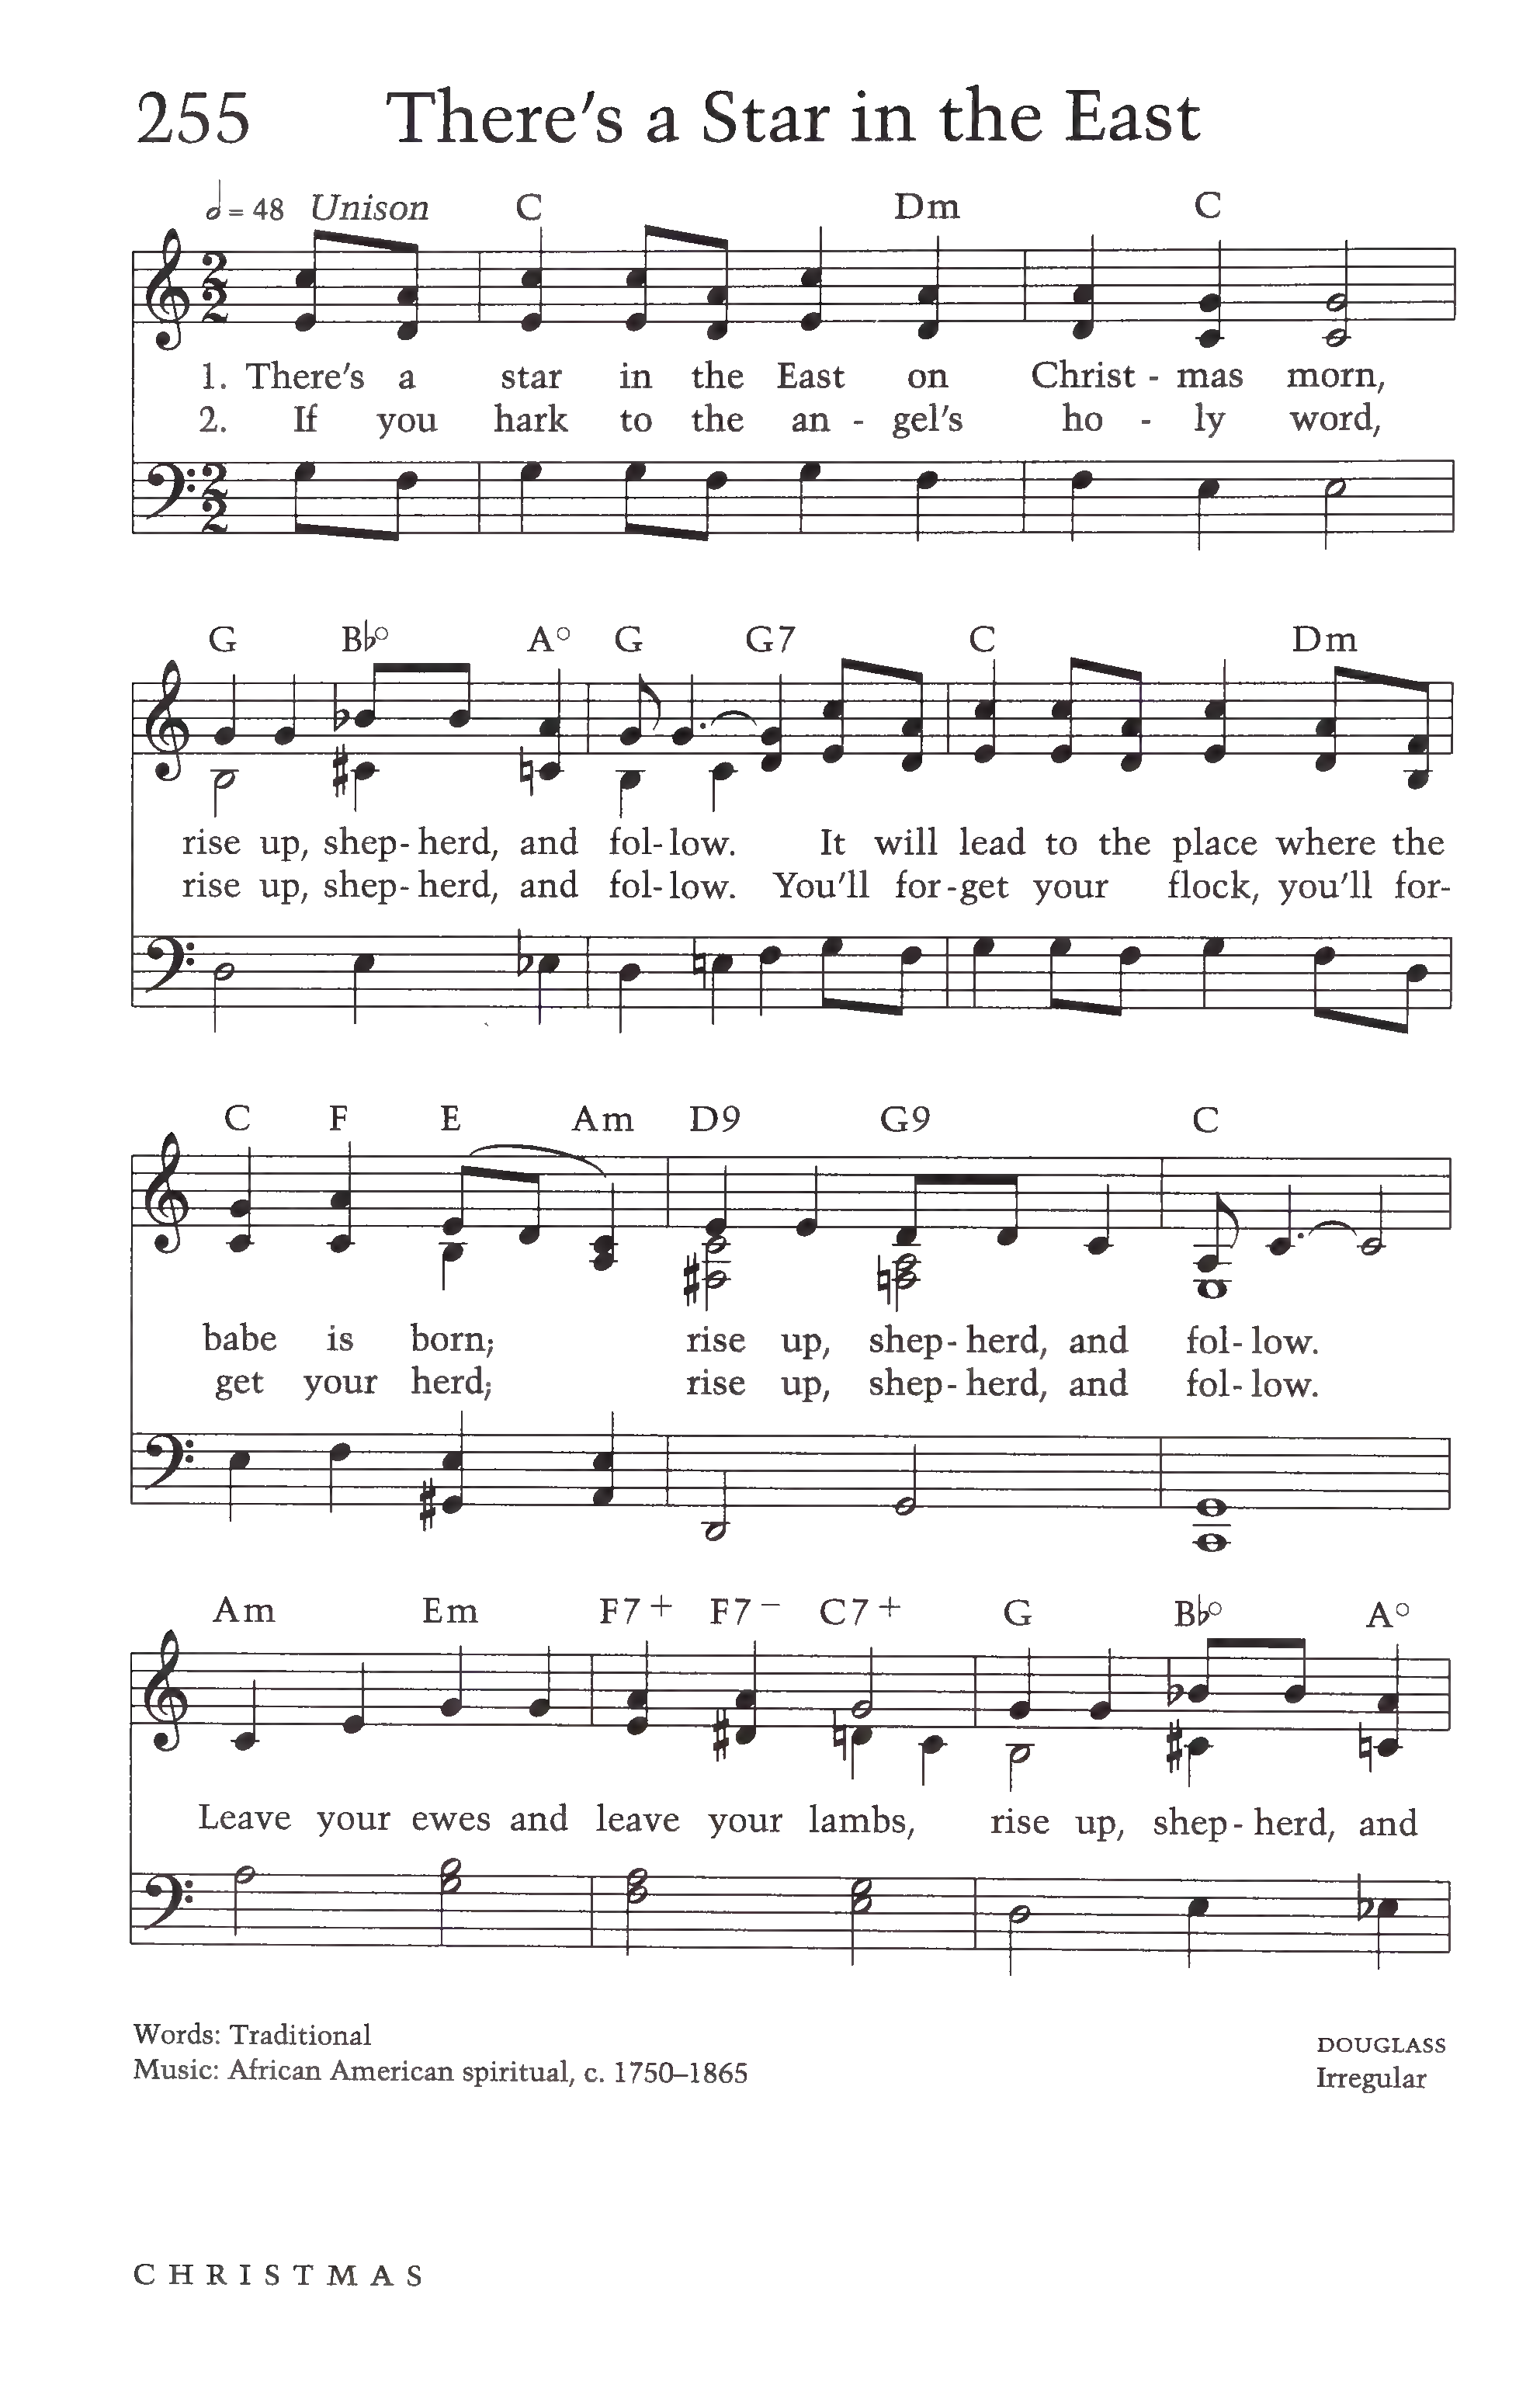 255 There's a Star in the East
= 48 Unison C Dm C
1. There's a star in the East on Christ - mas morn,
2. If you hark to the an - gel's ho - ly word,
G B♭° A° G G7 C Dm
rise up, shep- herd, and fol- low. It will lead to the place where the
rise up, shep- herd, and fol- low. You'll for - get your flock, you'll for-
C F E Am D9 G9 C
babe is born; rise up, shep- herd, and fol- low.
get your herd; rise up, shep- herd, and fol- low.
Am Em F7+ F7− C7+ G B♭° A°
Leave your ewes and leave your lambs, rise up, shep- herd, and
Words: Traditional
Music: African American spiritual, c. 1750–1865
DOUGLASS
Irregular
CHRISTMAS